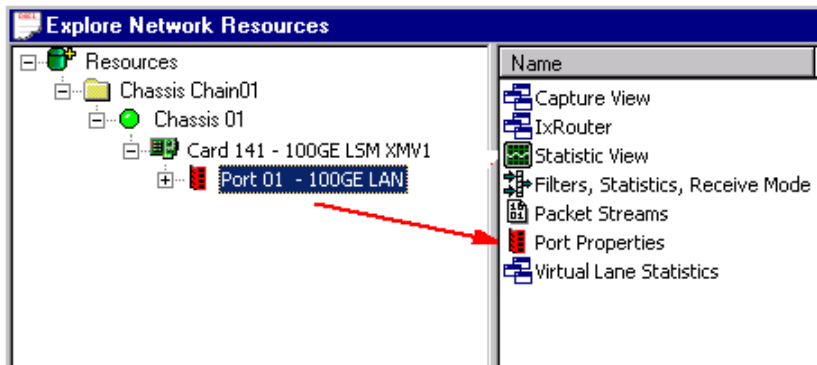 Explore Network Resources
Resources
Chassis Chain01
Chassis 01
Card 141 - 100GE LSM XMV1
Port 01 - 100GE LAN
Name
Capture View
IxRouter
Statistic View
Filters, Statistics, Receive Mode
Packet Streams
Port Properties
Virtual Lane Statistics